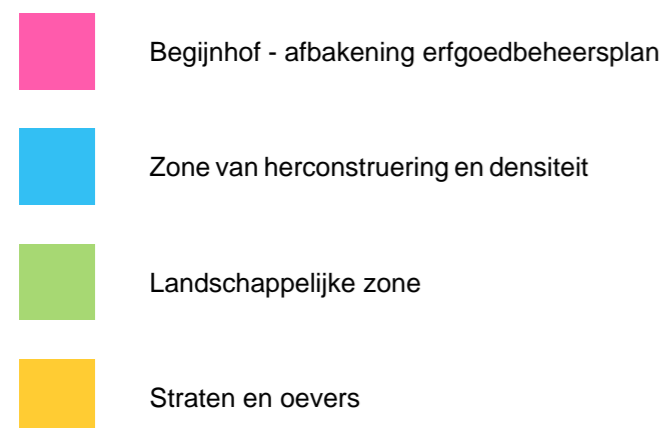 Begijnhof - afbakening erfgoedbeheersplan
Zone van herconstruering en densiteit
Landschappelijke zone
Straten en oevers